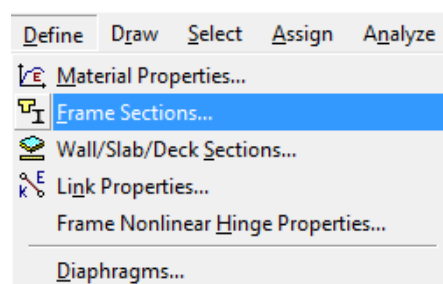 Define Draw Select Assign Analyze
Material Properties...
Frame Sections...
Wall/Slab/Deck Sections...
Link Properties...
Frame Nonlinear Hinge Properties...
Diaphragms...